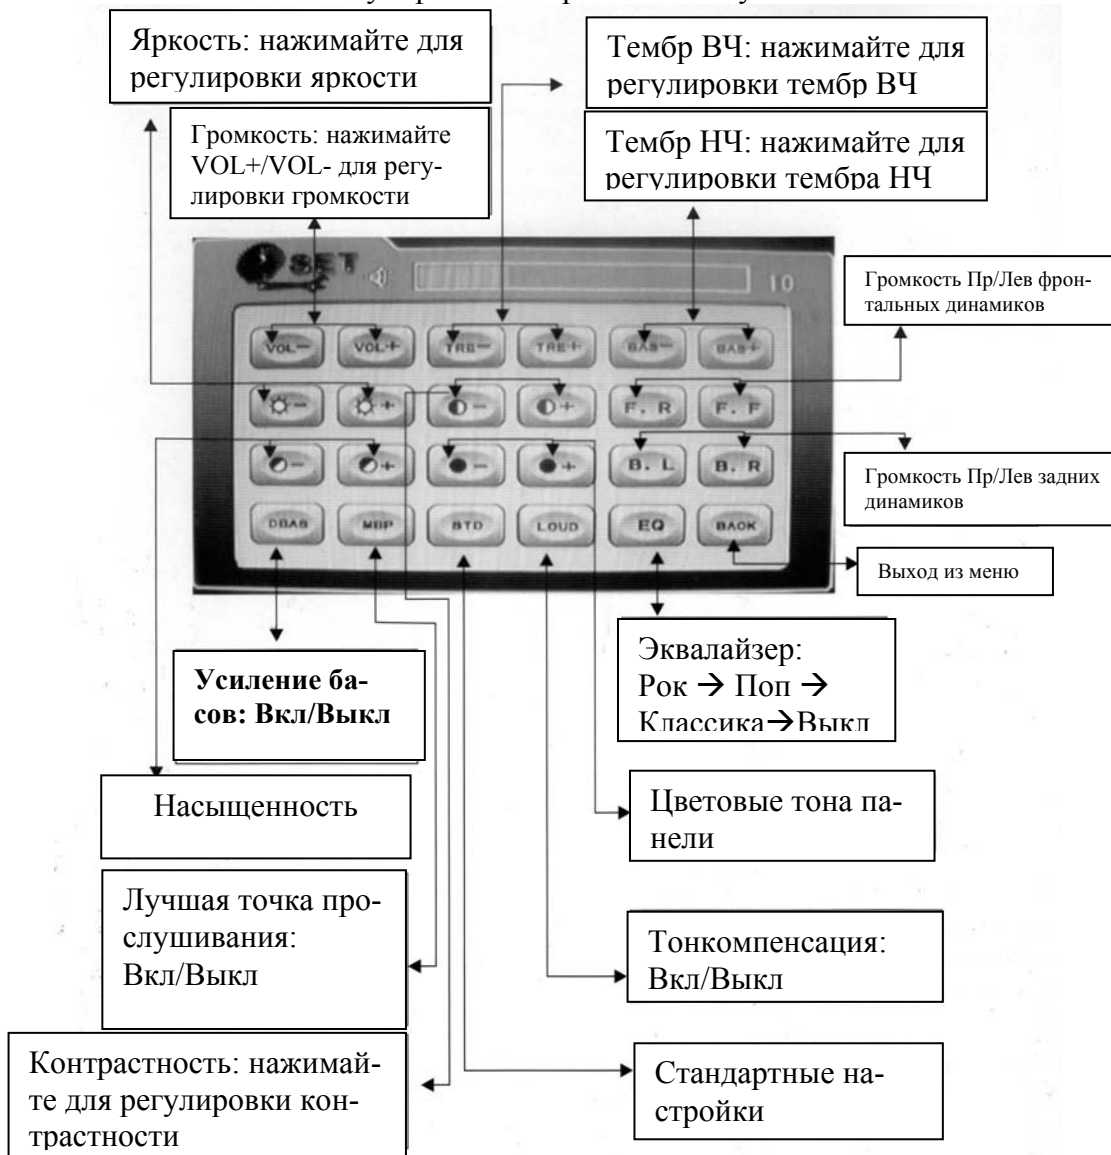 Яркость: нажимайте для
регулировки яркости
Тембр ВЧ: нажимайте для
регулировки тембр ВЧ
Громкость: нажимайте
VOL+/VOL- для регу-
лировки громкости
Тембр НЧ: нажимайте для
регулировки тембра НЧ
SET
10
Громкость Пр/Лев фрон-
тальных динамиков
VOL- VOL+ TRE- TRE+ BAS- BAS+
- + - + F. R F. F
- + - + B. L B. R
Громкость Пр/Лев задних
динамиков
DBAS MBP STD LOUD EQ BACK
Выход из меню
Усиление ба-
сов: Вкл/Выкл
Эквалайзер:
Рок → Поп →
Классика→Выкл
Насыщенность
Цветовые тона па-
нели
Лучшая точка про-
слушивания:
Вкл/Выкл
Тонкомпенсация:
Вкл/Выкл
Контрастность: нажимай-
те для регулировки кон-
трастности
Стандартные на-
стройки